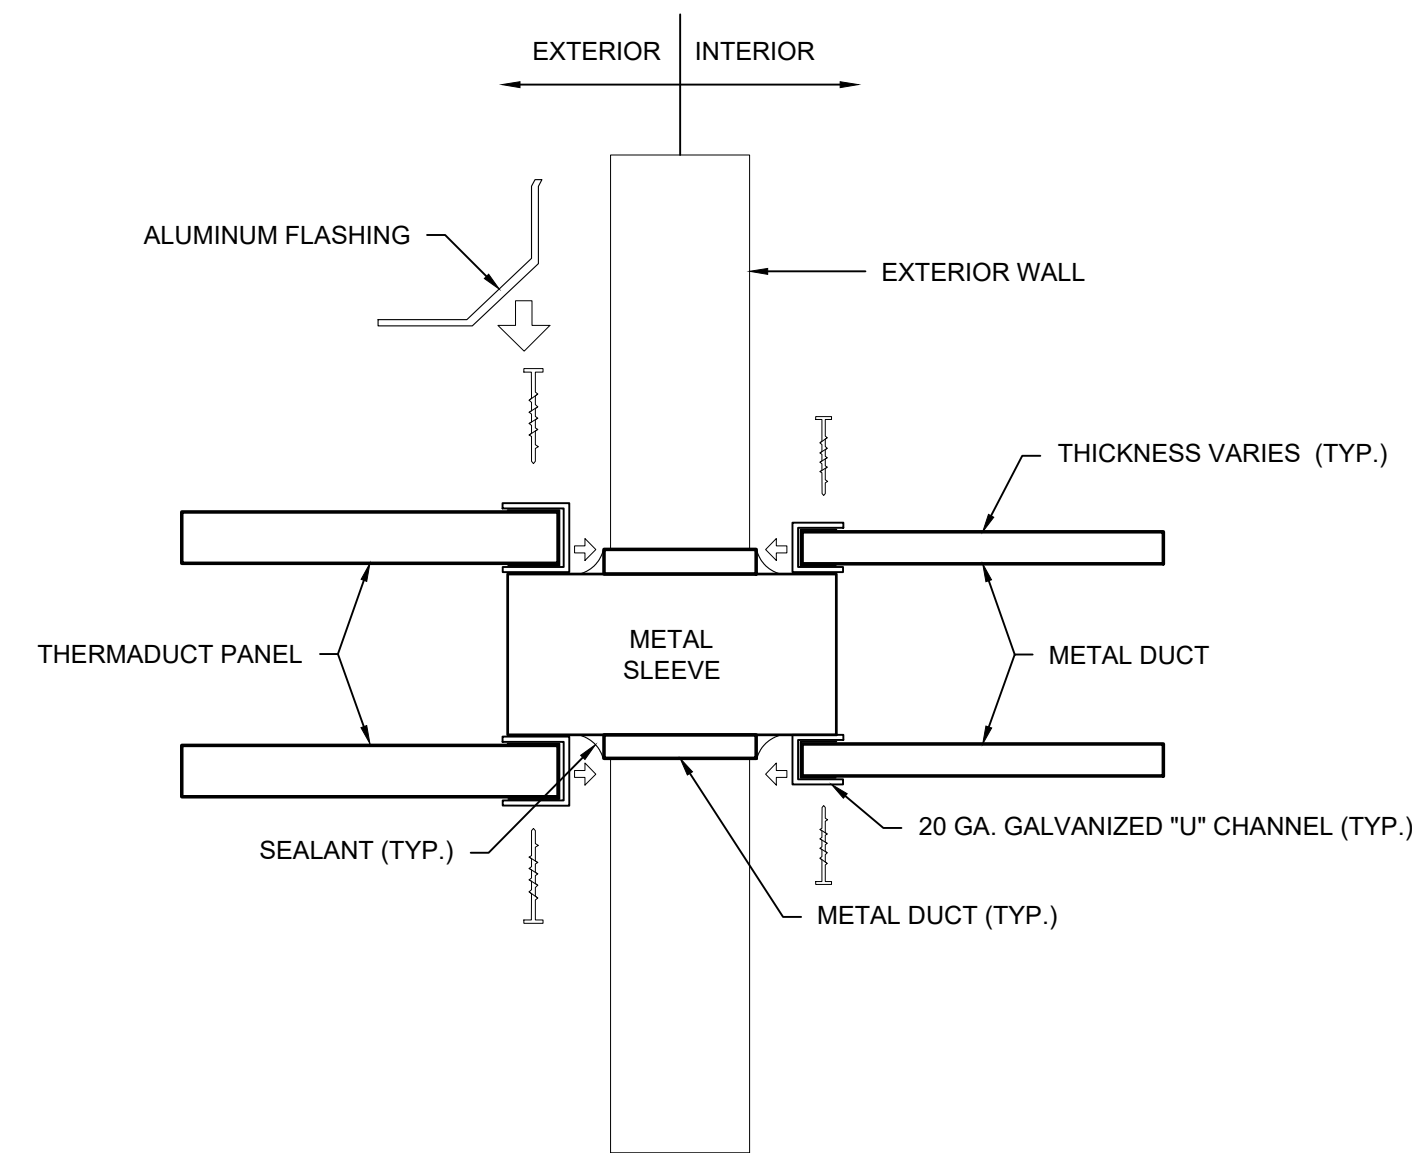 EXTERIOR INTERIOR
ALUMINUM FLASHING
EXTERIOR WALL
THICKNESS VARIES (TYP.)
METAL
SLEEVE
THERMADUCT PANEL
METAL DUCT
20 GA. GALVANIZED "U" CHANNEL (TYP.)
SEALANT (TYP.)
METAL DUCT (TYP.)